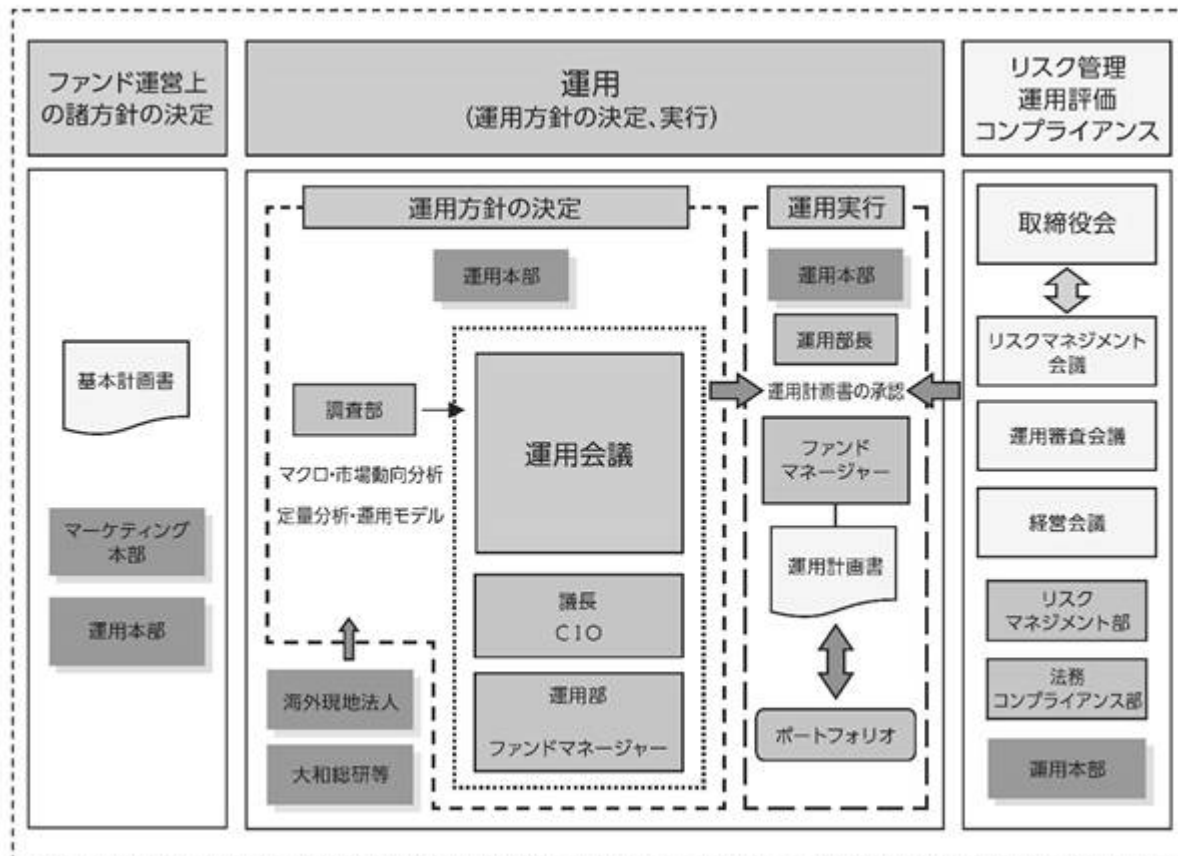 ファンド運営上
の諸方針の決定
運用
(運用方針の決定、実行)
リスク管理
運用評価
コンプライアンス
基本計画書
マーケティング
本部
運用本部
運用方針の決定
運用本部
調査部
マクロ・市場動向分析
定量分析・運用モデル
運用会議
議長
CIO
運用部
ファンドマネージャー
海外現地法人
大和総研等
運用実行
運用本部
運用部長
運用計画書の承認
ファンド
マネージャー
運用計画書
ポートフォリオ
取締役会
リスクマネジメント
会議
運用審査会議
経営会議
リスク
マネジメント部
法務
コンプライアンス部
運用本部